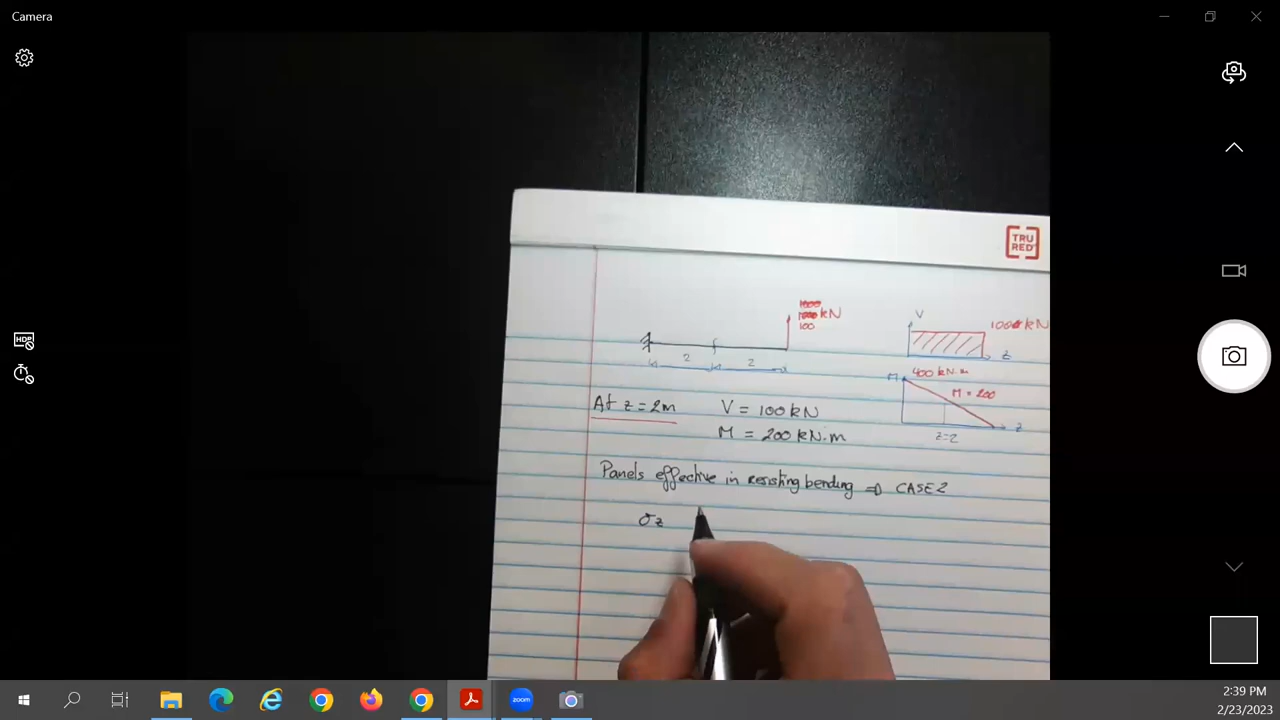 Camera
TRU
RED
100 kN
V
100 kN
z
2
2
M
400 kN.m
M = 200
z
z=2
At z = 2m
V = 100 kN
M = 200 kN.m
Panels effective in resisting bending ⇒ CASE 2
σz
zoom
2:39 PM
2/23/2023